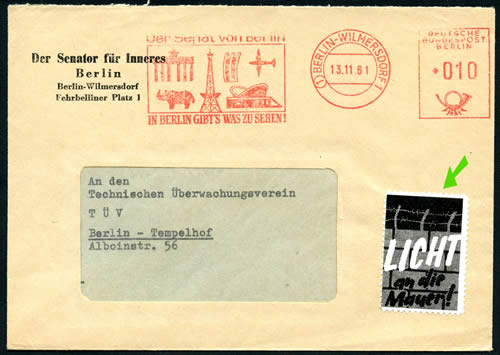 Der Senator für Inneres
Berlin
Berlin-Wilmersdorf
Fehrbelliner Platz 1
Der Senat von Berlin
IN BERLIN GIBT'S WAS ZU SEHEN!
(1) BERLIN-WILMERSDORF 1
13.11.61
DEUTSCHE
BUNDESPOST
BERLIN
010
An den
Technischen Überwachungsverein
TÜV
Berlin - Tempelhof
Alboinstr. 56
LICHT
an die
Mauer!